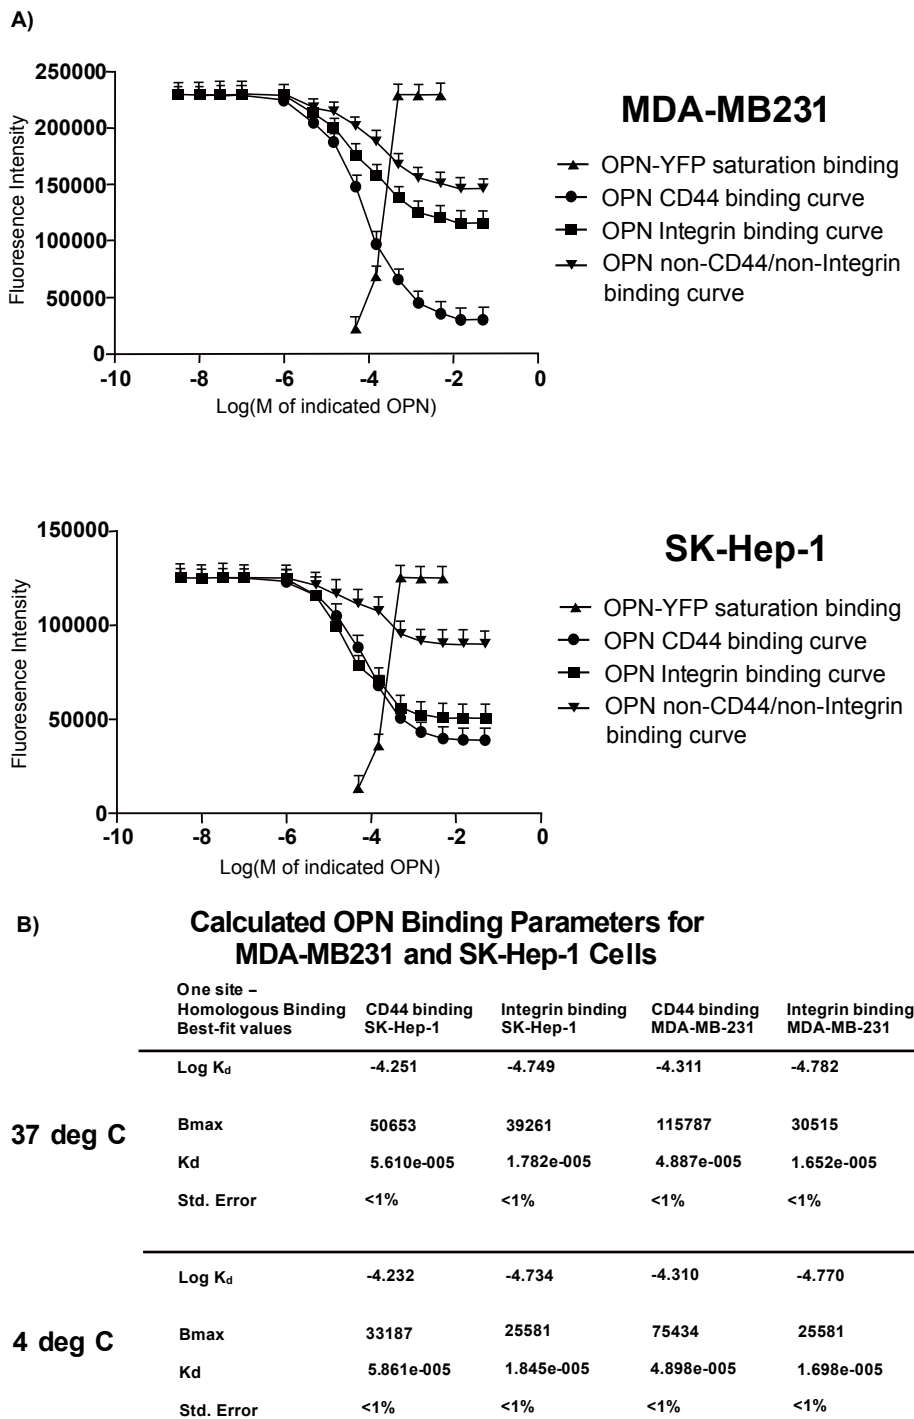 A)
250000
200000
150000
100000
50000
0
-10
-8
-6
-4
-2
0
Fluoresence Intensity
Log(M of indicated OPN)
MDA-MB231
OPN-YFP saturation binding
OPN CD44 binding curve
OPN Integrin binding curve
OPN non-CD44/non-Integrin
binding curve
150000
100000
50000
0
-10
-8
-6
-4
-2
0
Fluoresence Intensity
Log(M of indicated OPN)
SK-Hep-1
OPN-YFP saturation binding
OPN CD44 binding curve
OPN Integrin binding curve
OPN non-CD44/non-Integrin
binding curve
B)
Calculated OPN Binding Parameters for
MDA-MB231 and SK-Hep-1 Cells
One site –
Homologous Binding CD44 binding Integrin binding CD44 binding Integrin binding
Best-fit values SK-Hep-1 SK-Hep-1 MDA-MB-231 MDA-MB-231
37 deg C
Log Kd -4.251 -4.749 -4.311 -4.782
Bmax 50653 39261 115787 30515
Kd 5.610e-005 1.782e-005 4.887e-005 1.652e-005
Std. Error <1% <1% <1% <1%
4 deg C
Log Kd -4.232 -4.734 -4.310 -4.770
Bmax 33187 25581 75434 25581
Kd 5.861e-005 1.845e-005 4.898e-005 1.698e-005
Std. Error <1% <1% <1% <1%